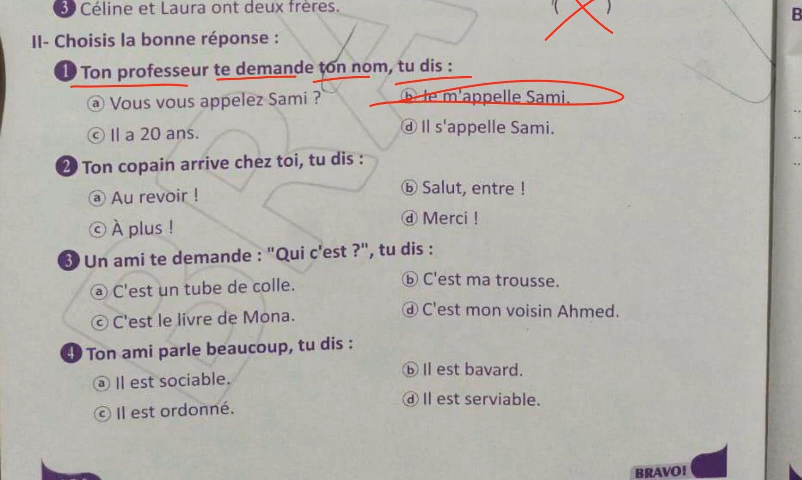 3 Céline et Laura ont deux frères. ( )
II- Choisis la bonne réponse :
1 Ton professeur te demande ton nom, tu dis :
a Vous vous appelez Sami ? b Je m'appelle Sami.
c Il a 20 ans. d Il s'appelle Sami.
2 Ton copain arrive chez toi, tu dis :
a Au revoir ! b Salut, entre !
c À plus ! d Merci !
3 Un ami te demande : "Qui c'est ?", tu dis :
a C'est un tube de colle. b C'est ma trousse.
c C'est le livre de Mona. d C'est mon voisin Ahmed.
4 Ton ami parle beaucoup, tu dis :
a Il est sociable. b Il est bavard.
c Il est ordonné. d Il est serviable.
BRAVO!
B